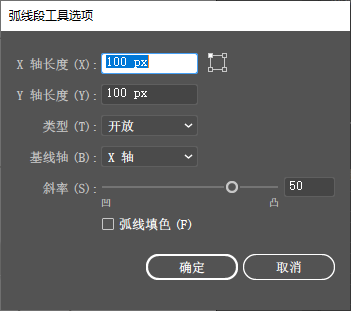 弧线段工具选项
X 轴长度 (X): 100 px
Y 轴长度 (Y): 100 px
类型 (T): 开放
基线轴 (B): X 轴
斜率 (S): 50
凹 凸
弧线填色 (F)
确定 取消